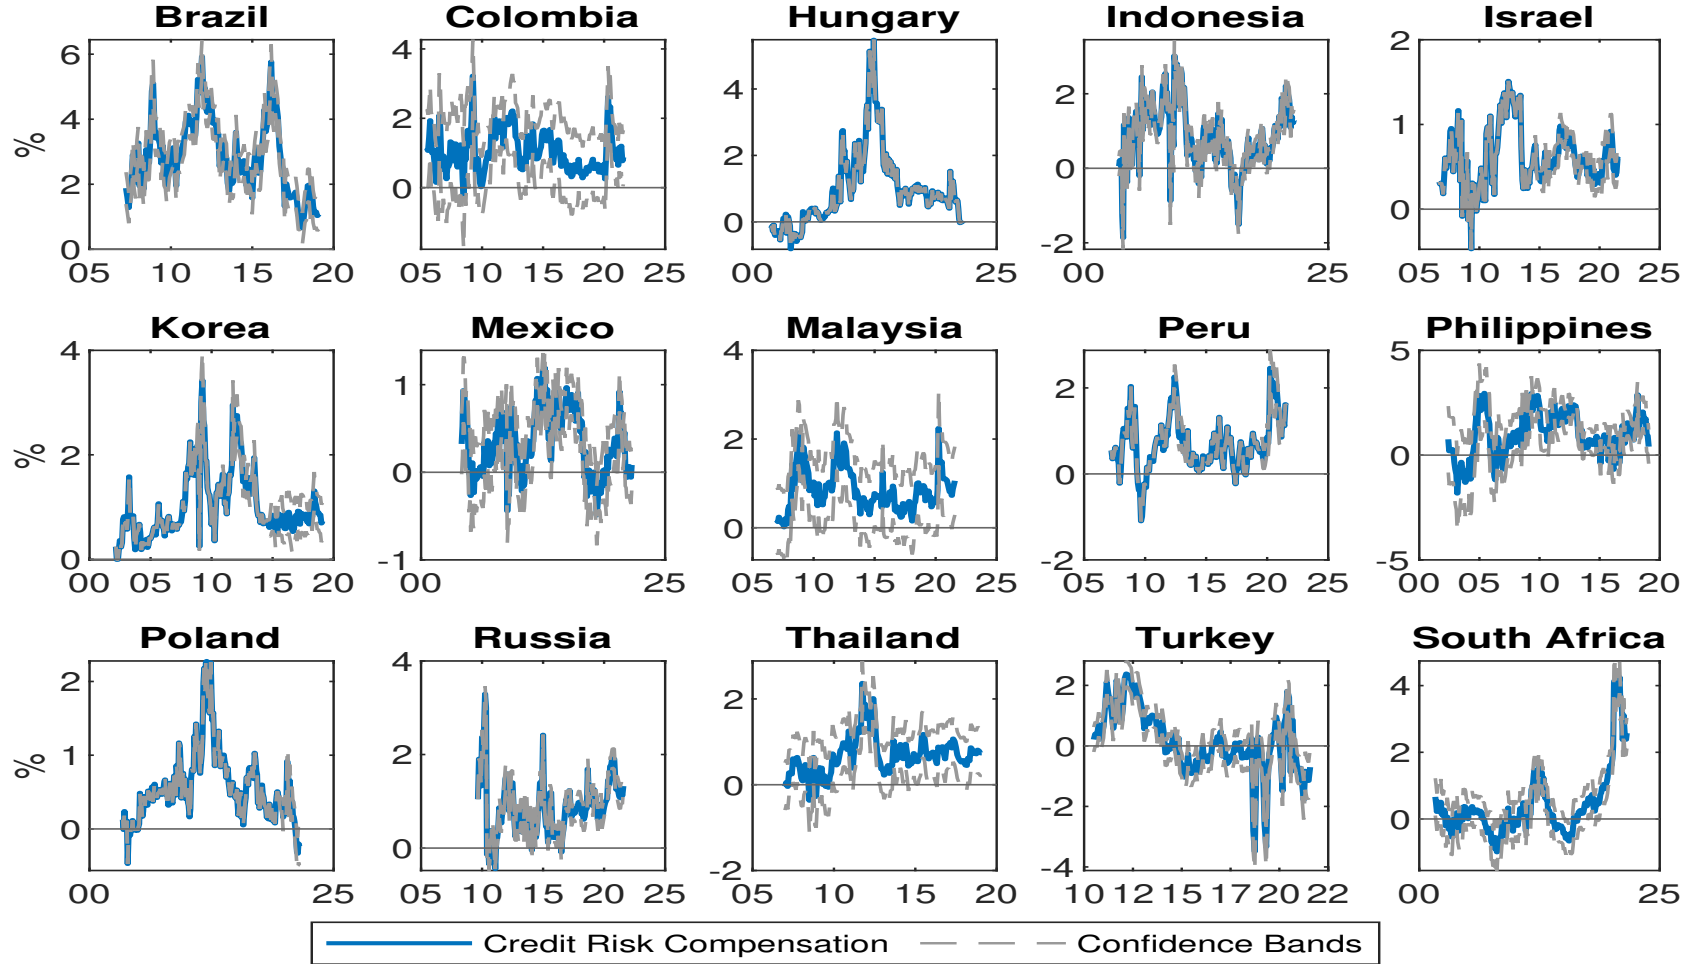 Brazil Colombia Hungary Indonesia Israel
% 6 4 2 0 05 10 15 20
4 2 0 05 10 15 20 25
4 2 0 00 25
2 0 -2 00 25
2 1 0 05 10 15 20 25
Korea Mexico Malaysia Peru Philippines
% 4 2 0 00 05 10 15 20
1 0 -1 00 25
4 2 0 05 10 15 20 25
2 0 -2 05 10 15 20 25
5 0 -5 00 05 10 15 20
Poland Russia Thailand Turkey South Africa
% 2 1 0 00 25
4 2 0 05 10 15 20 25
2 0 -2 05 10 15 20
2 0 -2 -4 10 12 15 17 20 22
4 2 0 00 25
Credit Risk Compensation Confidence Bands